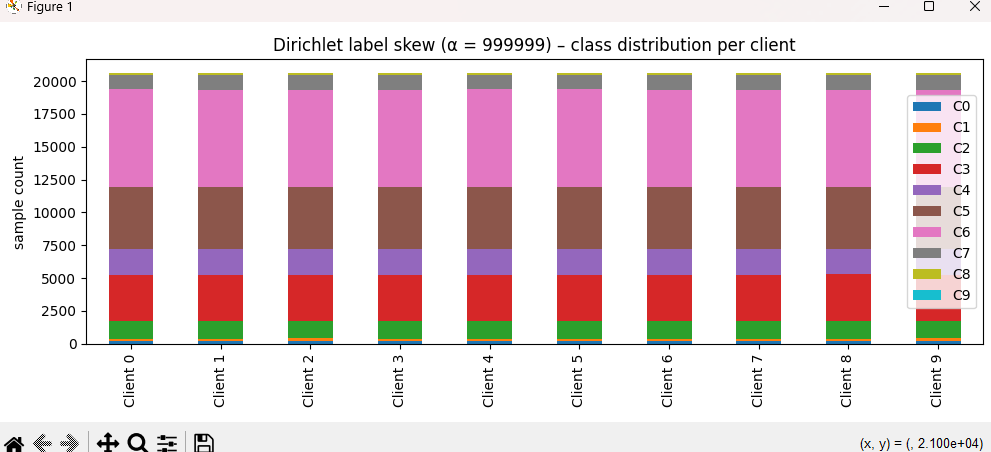 Figure 1
Dirichlet label skew (α = 999999) – class distribution per client
sample count
20000
17500
15000
12500
10000
7500
5000
2500
0
C0
C1
C2
C3
C4
C5
C6
C7
C8
C9
Client 0
Client 1
Client 2
Client 3
Client 4
Client 5
Client 6
Client 7
Client 8
Client 9
(x, y) = (, 2.100e+04)